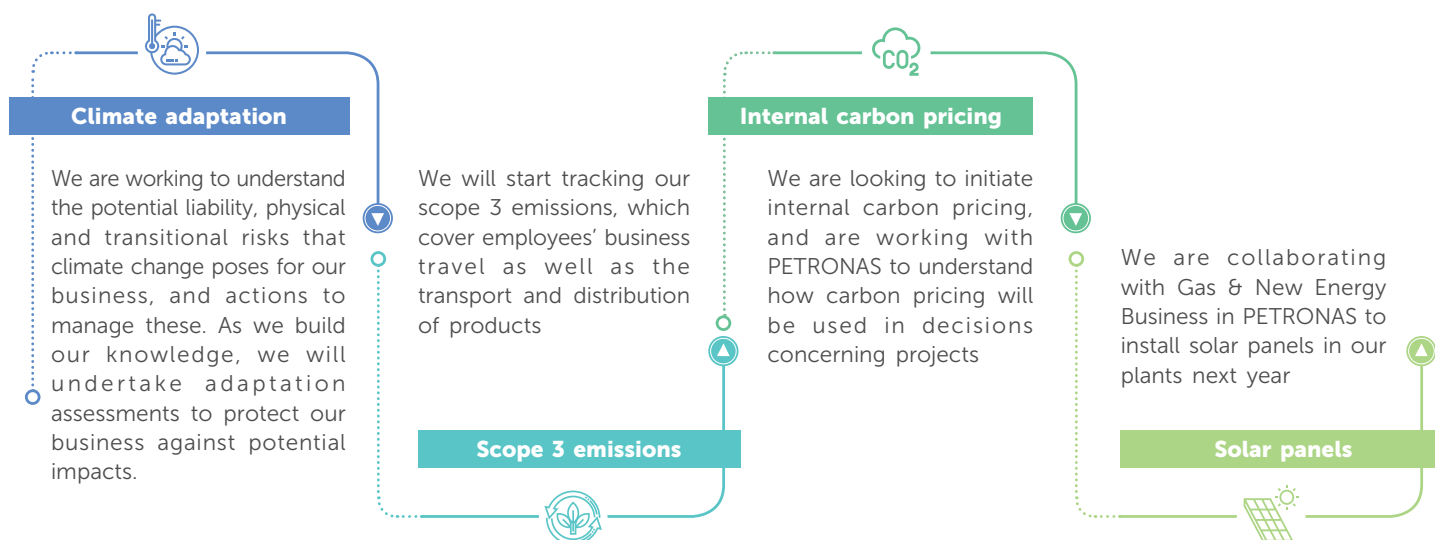 Climate adaptation
We are working to understand
the potential liability, physical
and transitional risks that
climate change poses for our
business, and actions to
manage these. As we build
our knowledge, we will
undertake adaptation
assessments to protect our
business against potential
impacts.
We will start tracking our
scope 3 emissions, which
cover employees’ business
travel as well as the
transport and distribution
of products
Scope 3 emissions
CO2
Internal carbon pricing
We are looking to initiate
internal carbon pricing,
and are working with
PETRONAS to understand
how carbon pricing will
be used in decisions
concerning projects
We are collaborating
with Gas & New Energy
Business in PETRONAS to
install solar panels in our
plants next year
Solar panels